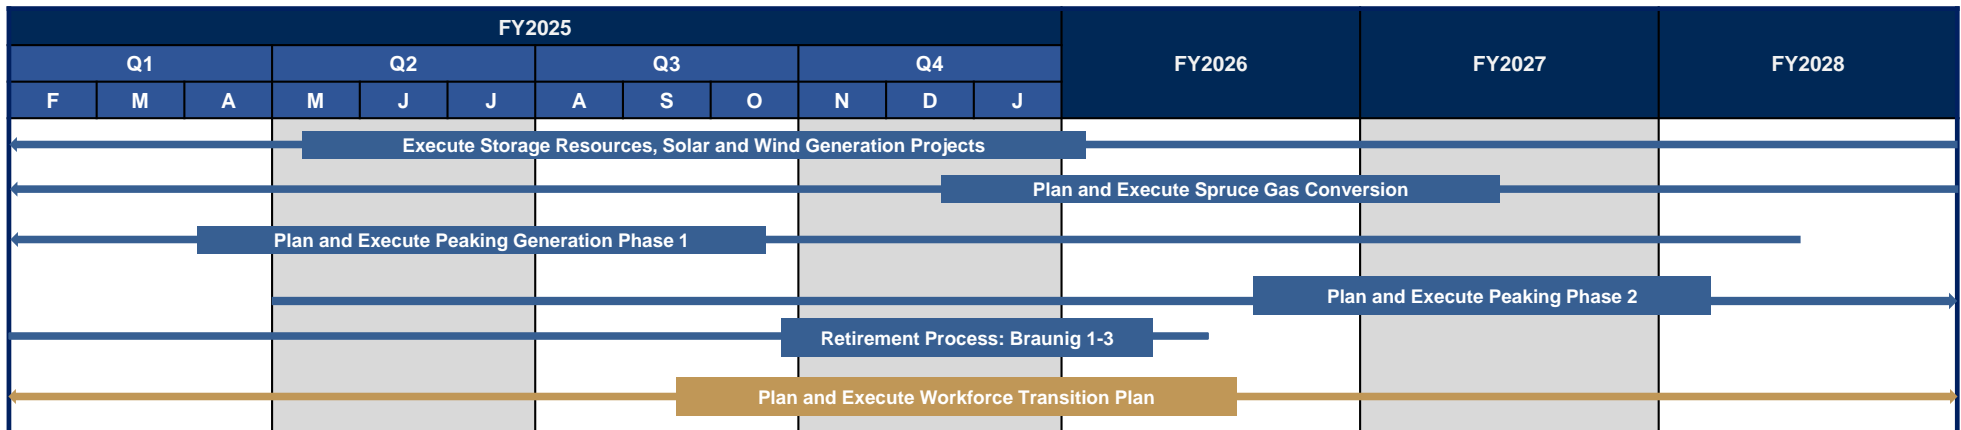 FY2025
Q1 Q2 Q3 Q4 FY2026 FY2027 FY2028
F M A M J J A S O N D J
Execute Storage Resources, Solar and Wind Generation Projects
Plan and Execute Spruce Gas Conversion
Plan and Execute Peaking Generation Phase 1
Plan and Execute Peaking Phase 2
Retirement Process: Braunig 1-3
Plan and Execute Workforce Transition Plan